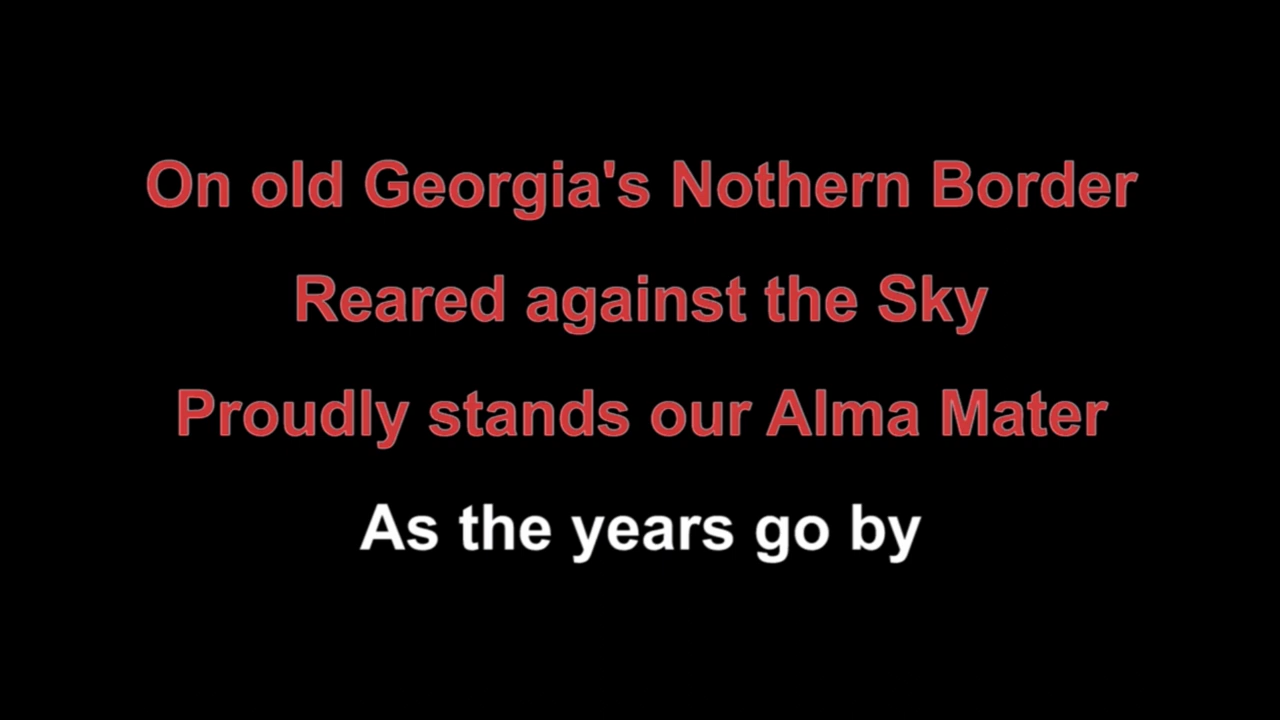 On old Georgia's Nothern Border
Reared against the Sky
Proudly stands our Alma Mater
As the years go by